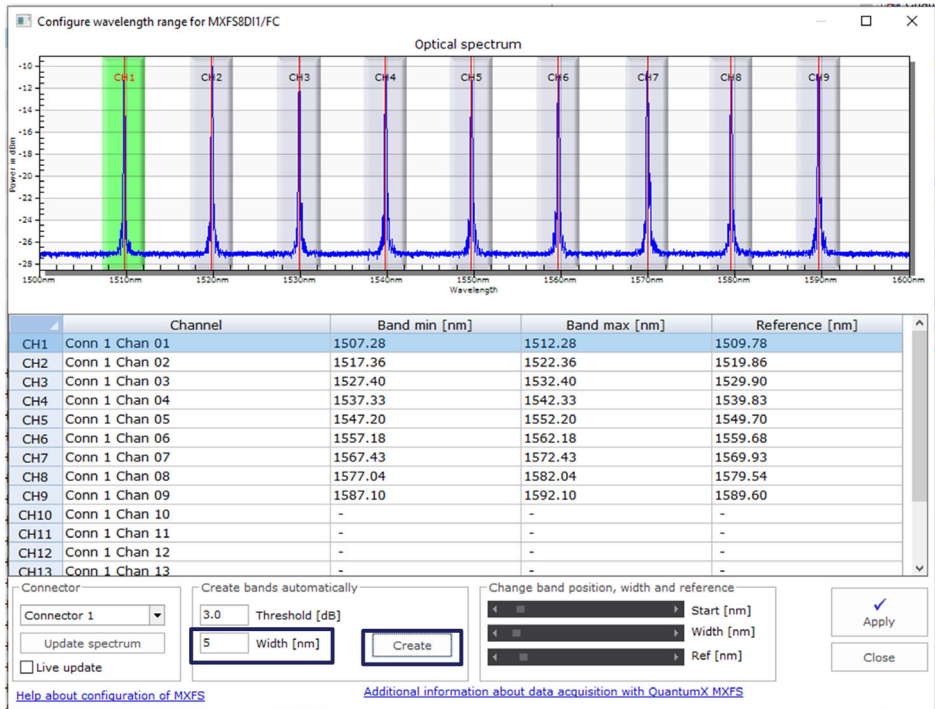 Configure wavelength range for MXFS8DI1/FC
Optical spectrum
CH1 CH2 CH3 CH4 CH5 CH6 CH7 CH8 CH9
Power in dBm
-10
-12
-14
-16
-18
-20
-22
-24
-26
-28
1500nm 1510nm 1520nm 1530nm 1540nm 1550nm 1560nm 1570nm 1580nm 1590nm 1600nm
Wavelength
Channel Band min [nm] Band max [nm] Reference [nm]
CH1 Conn 1 Chan 01 1507.28 1512.28 1509.78
CH2 Conn 1 Chan 02 1517.36 1522.36 1519.86
CH3 Conn 1 Chan 03 1527.40 1532.40 1529.90
CH4 Conn 1 Chan 04 1537.33 1542.33 1539.83
CH5 Conn 1 Chan 05 1547.20 1552.20 1549.70
CH6 Conn 1 Chan 06 1557.18 1562.18 1559.68
CH7 Conn 1 Chan 07 1567.43 1572.43 1569.93
CH8 Conn 1 Chan 08 1577.04 1582.04 1579.54
CH9 Conn 1 Chan 09 1587.10 1592.10 1589.60
CH10 Conn 1 Chan 10 - - -
CH11 Conn 1 Chan 11 - - -
CH12 Conn 1 Chan 12 - - -
CH13 Conn 1 Chan 13 - - -
Connector
Connector 1
Update spectrum
Live update
Create bands automatically
3.0 Threshold [dB]
5 Width [nm]
Create
Change band position, width and reference
Start [nm]
Width [nm]
Ref [nm]
Apply
Close
Help about configuration of MXFS
Additional information about data acquisition with QuantumX MXFS